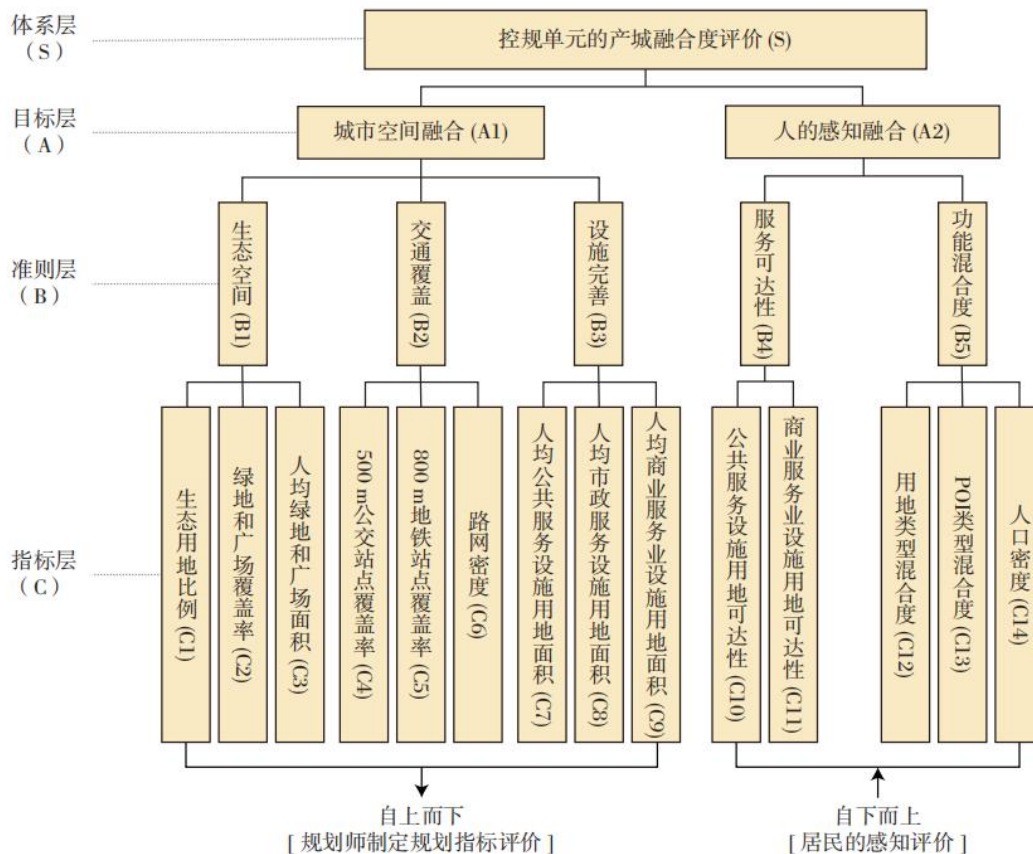 体系层
（S）
控规单元的产城融合度评价 (S)
目标层
（A）
城市空间融合 (A1)
人的感知融合 (A2)
准则层
（B）
生态空间 (B1)
交通覆盖 (B2)
设施完善 (B3)
服务可达性 (B4)
功能混合度 (B5)
指标层
（C）
生态用地比例 (C1)
绿地和广场覆盖率 (C2)
人均绿地和广场面积 (C3)
500 m公交站点覆盖率 (C4)
800 m地铁站点覆盖率 (C5)
路网密度 (C6)
人均公共服务设施用地面积 (C7)
人均市政服务设施用地面积 (C8)
人均商业服务业设施用地面积 (C9)
公共服务设施用地可达性 (C10)
商业服务业设施用地可达性 (C11)
用地类型混合度 (C12)
POI类型混合度 (C13)
人口密度 (C14)
自上而下
[ 规划师制定规划指标评价 ]
自下而上
[ 居民的感知评价 ]